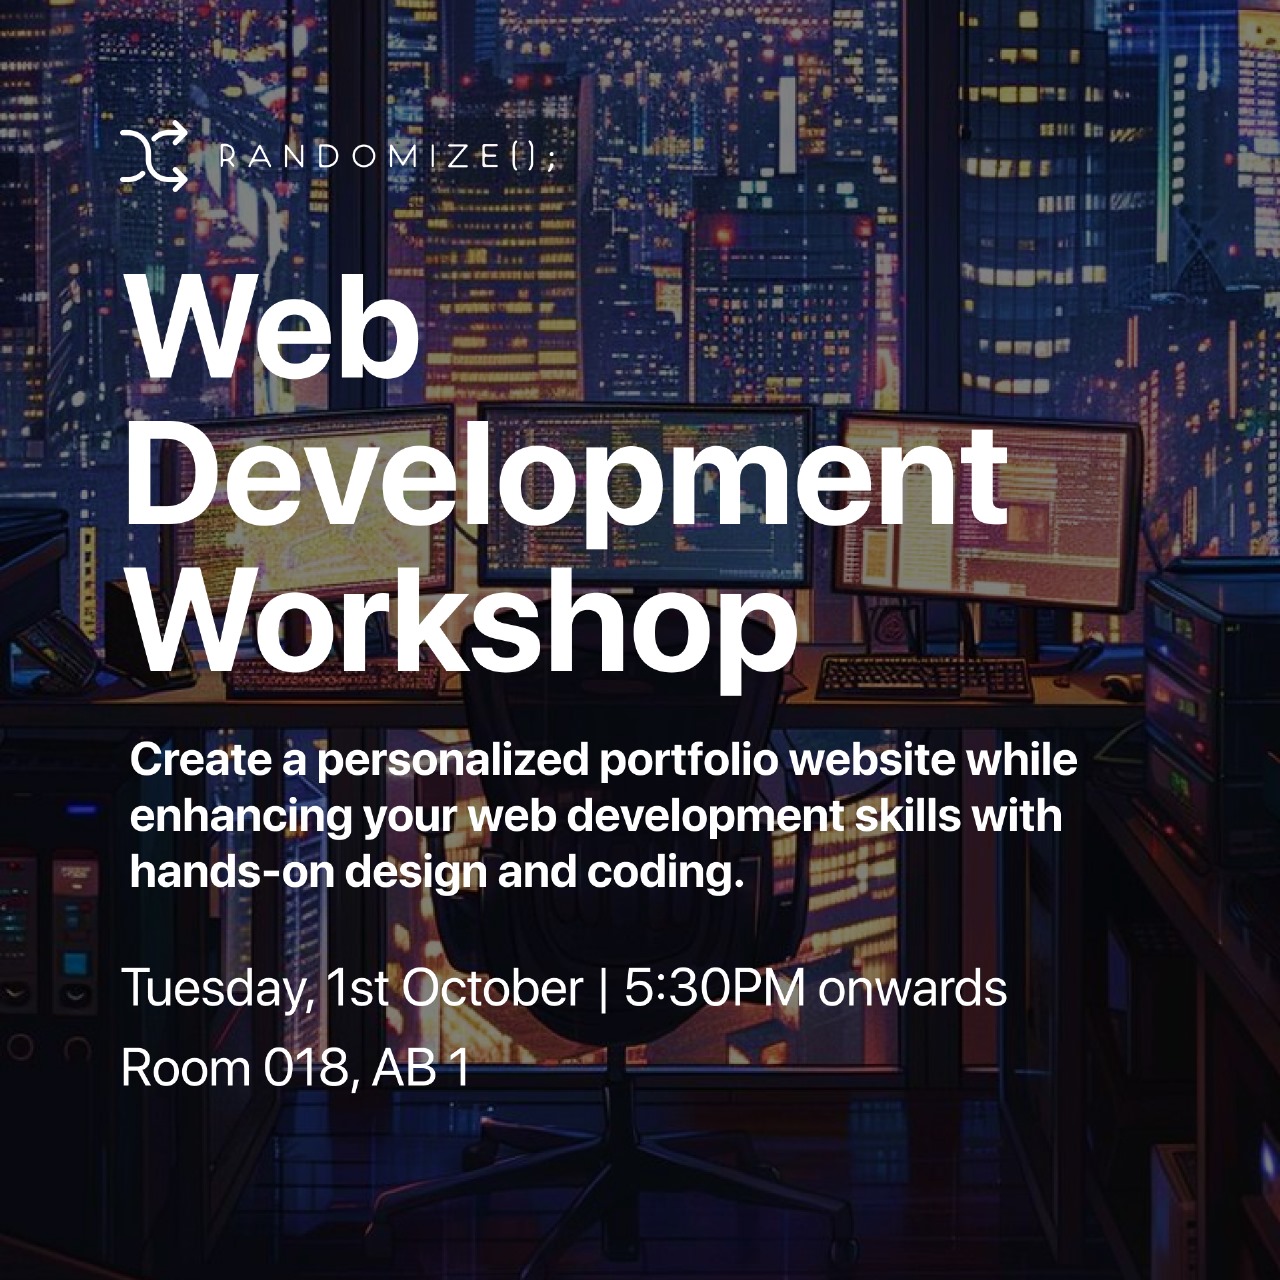 RANDOMIZE();
Web
Development
Workshop
Create a personalized portfolio website while
enhancing your web development skills with
hands-on design and coding.
Tuesday, 1st October | 5:30PM onwards
Room 018, AB 1